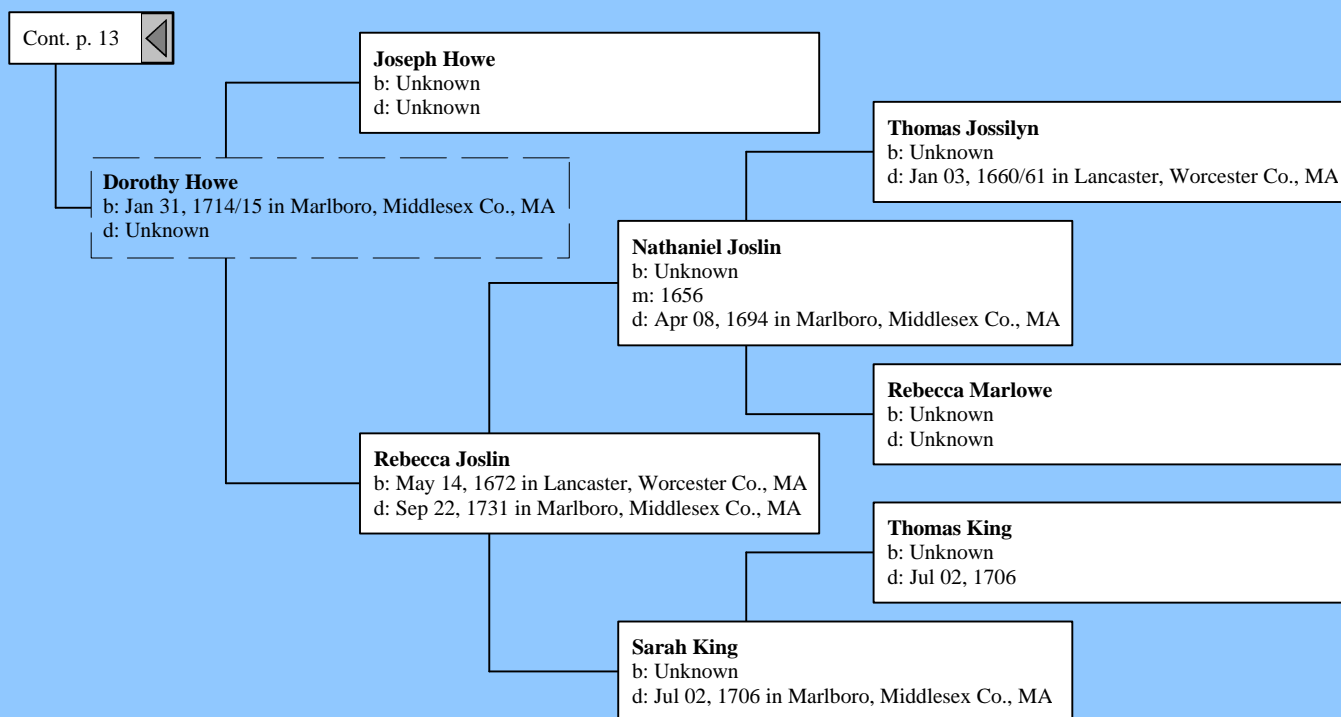 Cont. p. 13
Joseph Howe
b: Unknown
d: Unknown
Thomas Jossilyn
b: Unknown
d: Jan 03, 1660/61 in Lancaster, Worcester Co., MA
Dorothy Howe
b: Jan 31, 1714/15 in Marlboro, Middlesex Co., MA
d: Unknown
Nathaniel Joslin
b: Unknown
m: 1656
d: Apr 08, 1694 in Marlboro, Middlesex Co., MA
Rebecca Marlowe
b: Unknown
d: Unknown
Rebecca Joslin
b: May 14, 1672 in Lancaster, Worcester Co., MA
d: Sep 22, 1731 in Marlboro, Middlesex Co., MA
Thomas King
b: Unknown
d: Jul 02, 1706
Sarah King
b: Unknown
d: Jul 02, 1706 in Marlboro, Middlesex Co., MA